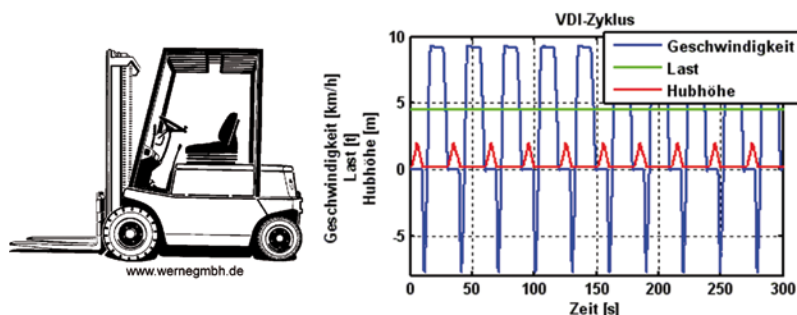 www.wernegmbh.de
VDI-Zyklus
Geschwindigkeit [km/h]
Last [t]
Hubhöhe [m]
10
5
0
-5
Geschwindigkeit
Last
Hubhöhe
0 50 100 150 200 250 300
Zeit [s]